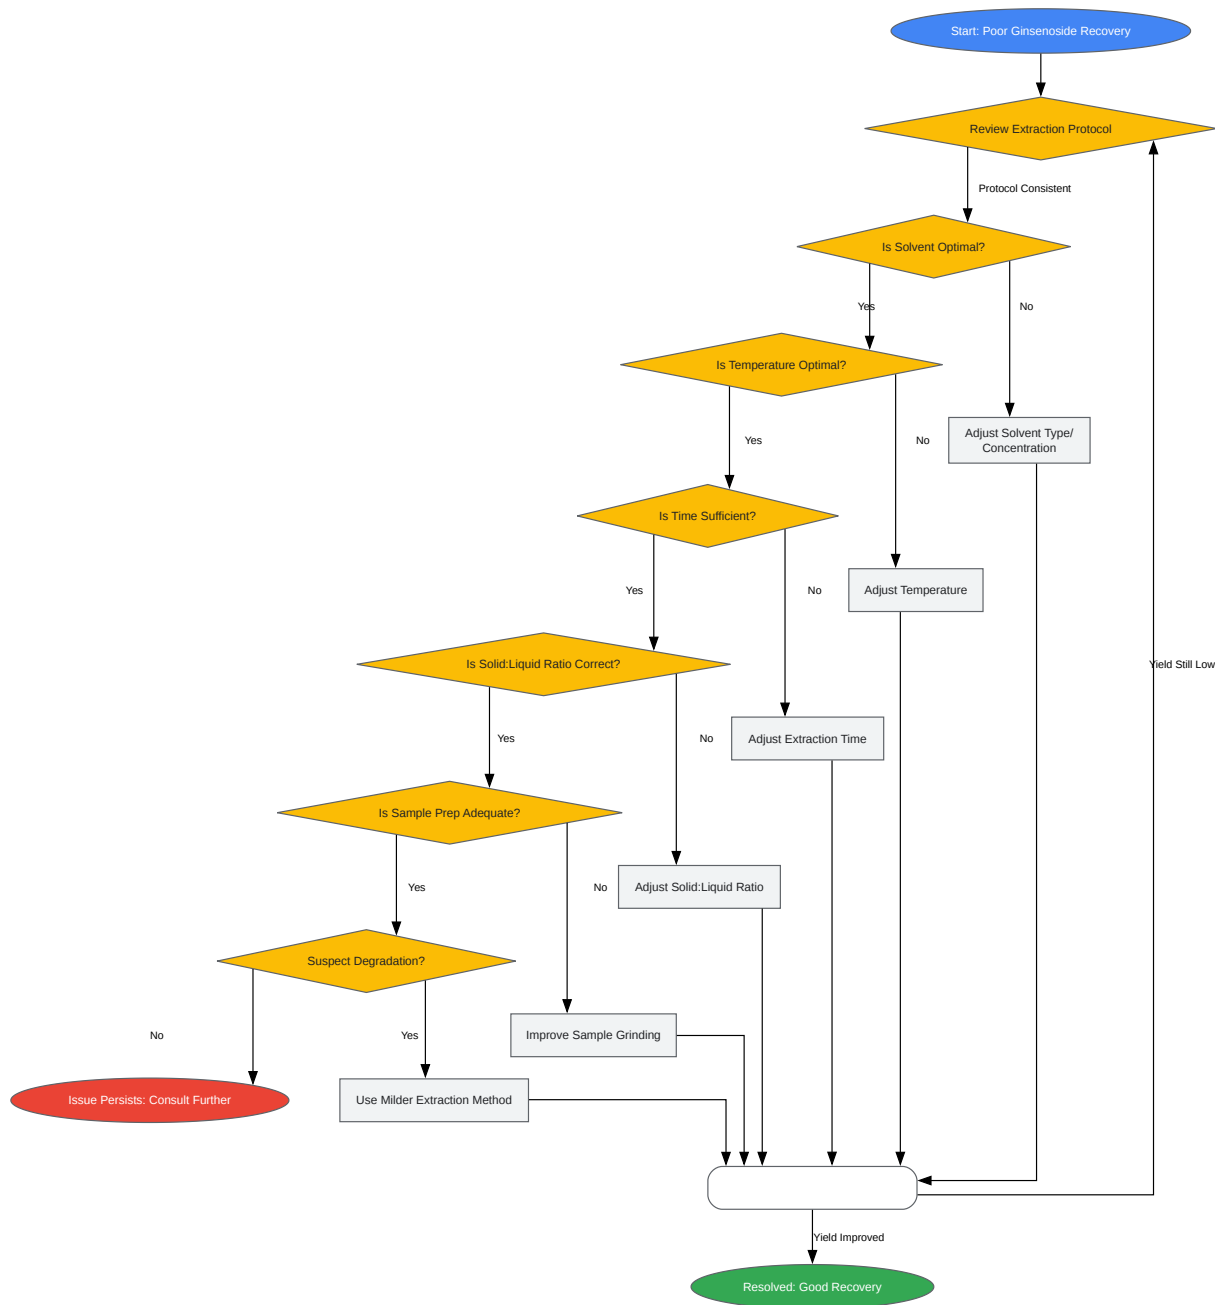 Start: Poor Ginsenoside Recovery
Review Extraction Protocol
Protocol Consistent
Is Solvent Optimal?
Yes
No
Is Temperature Optimal?
Yes
No
Adjust Solvent Type/
Concentration
Is Time Sufficient?
Yes
No
Adjust Temperature
Is Solid:Liquid Ratio Correct?
Yield Still Low
Yes
No
Adjust Extraction Time
Is Sample Prep Adequate?
Yes
No
Adjust Solid:Liquid Ratio
Suspect Degradation?
No
Yes
Improve Sample Grinding
Issue Persists: Consult Further
Use Milder Extraction Method
Yield Improved
Resolved: Good Recovery